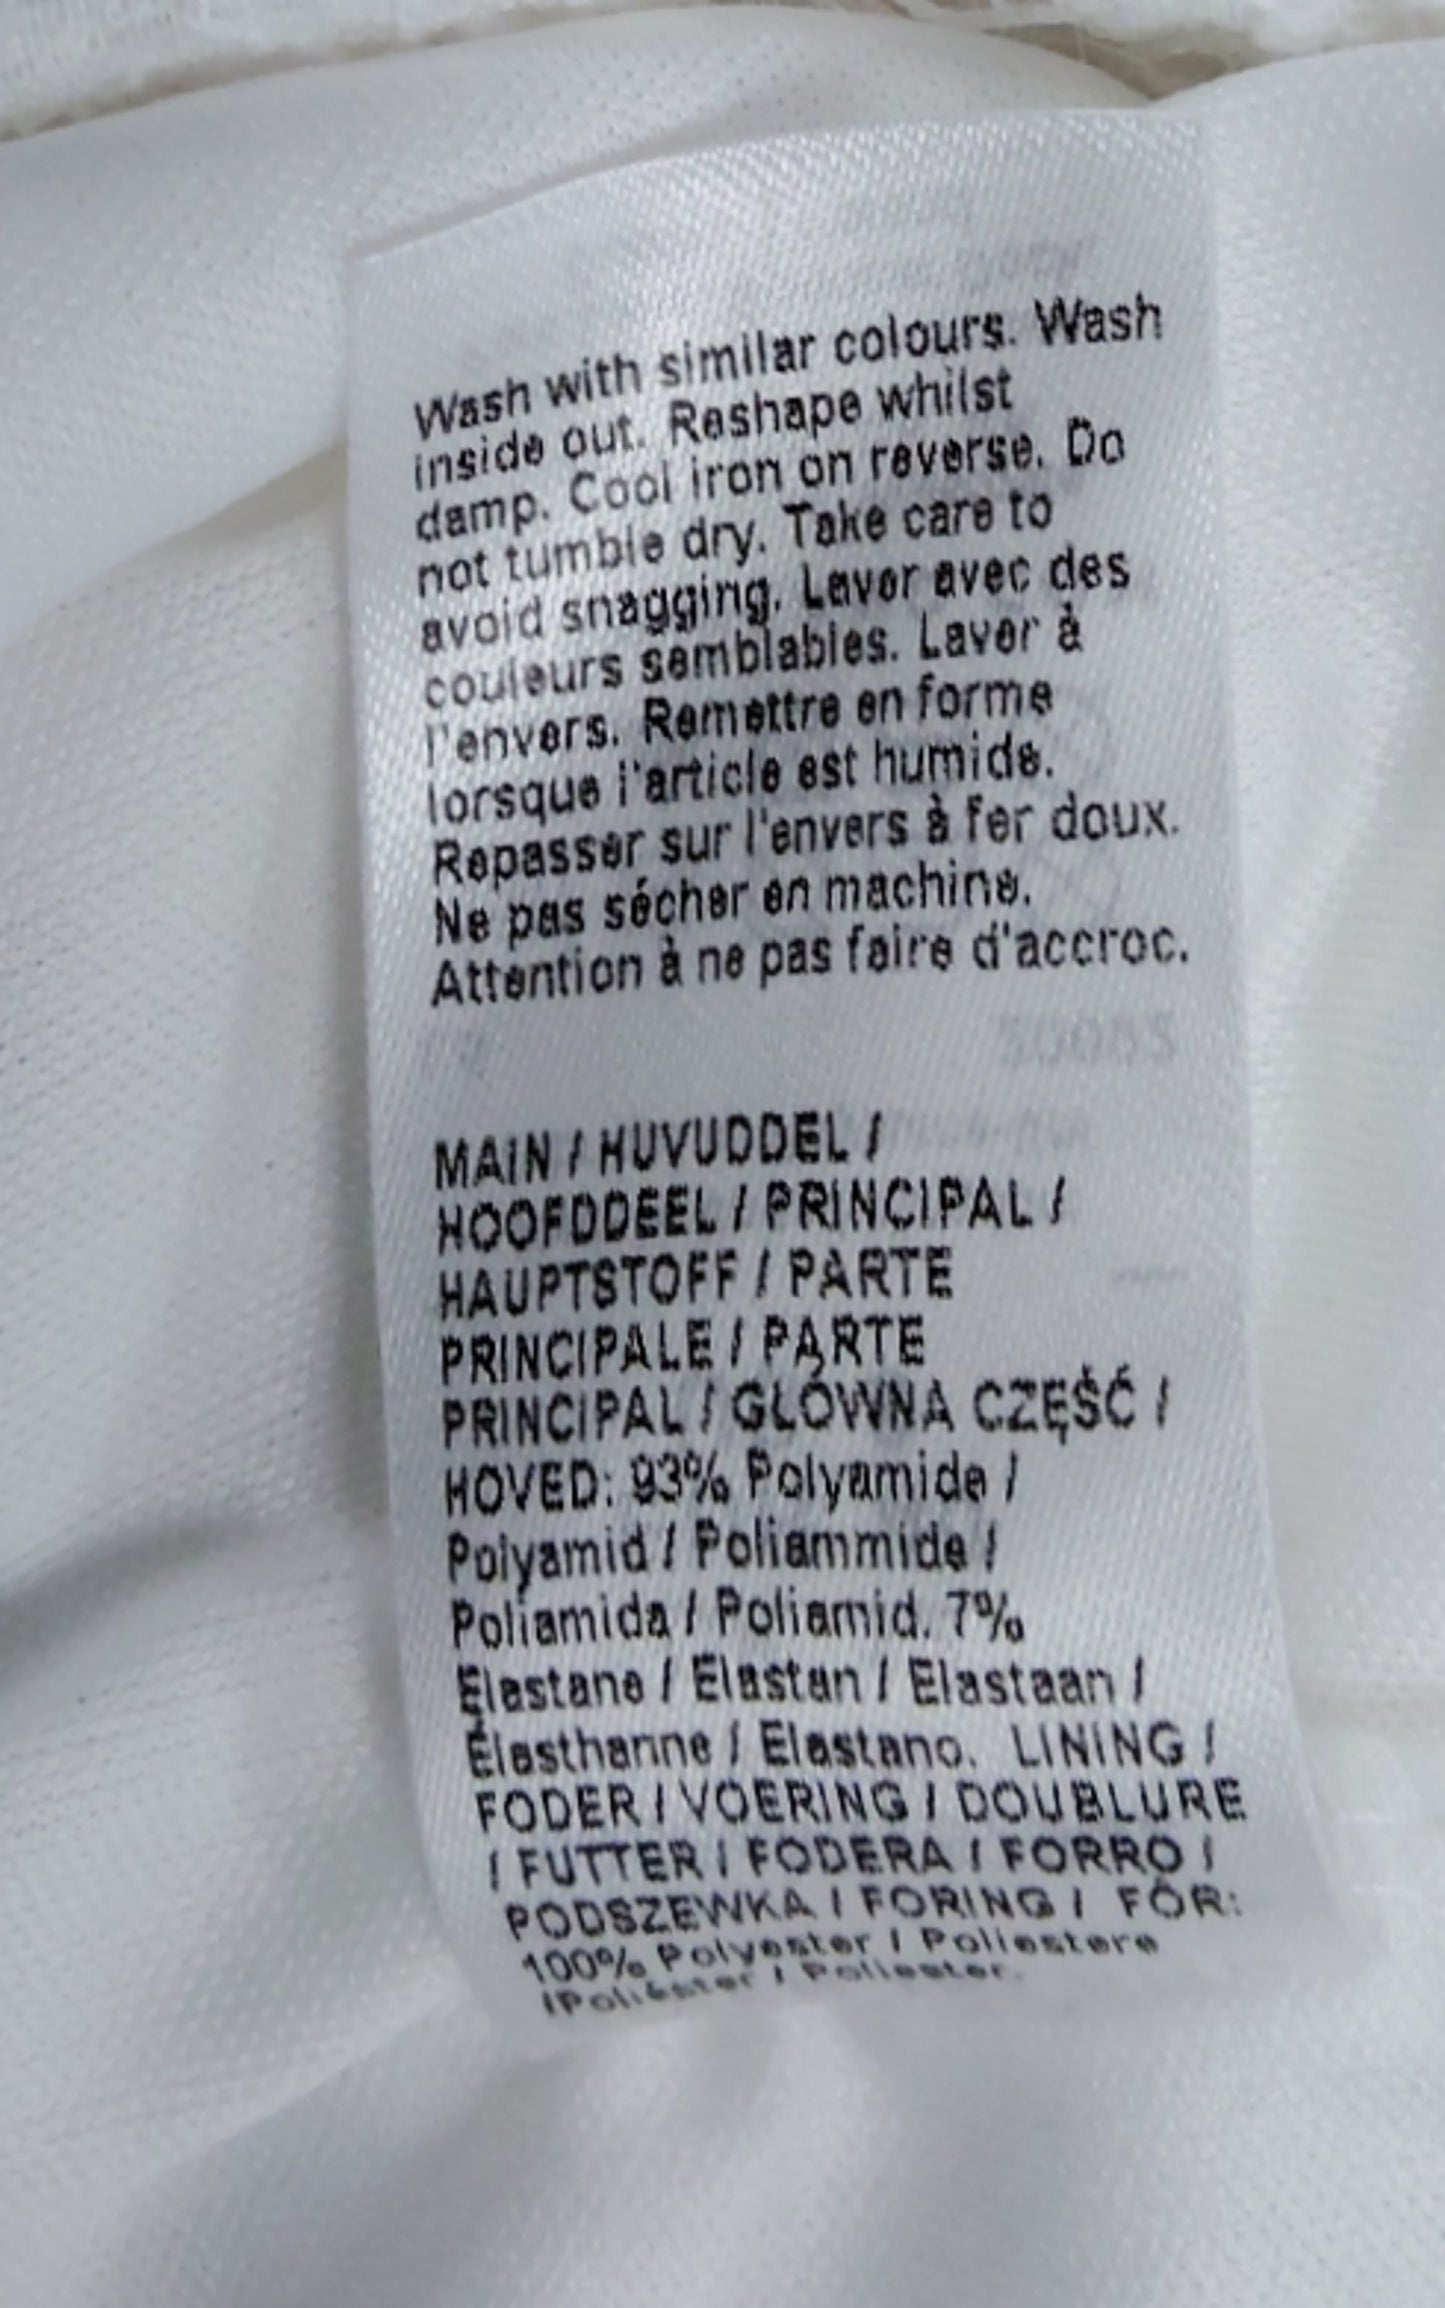 Wash with similar colours. Wash
inside out. Reshape whilst
damp. Cool iron on reverse. Do
not tumble dry. Take care to
avoid snagging. Laver avec des
couleurs semblables. Laver à
l'envers. Remettre en forme
lorsque l'article est humide.
Repasser sur l'envers à fer doux.
Ne pas sécher en machine.
Attention à ne pas faire d'accroc.
MAIN / HUVUDDEL /
HOOFDDEEL / PRINCIPAL /
HAUPTSTOFF / PARTE
PRINCIPALE / PARTE
PRINCIPAL / GŁÓWNA CZĘŚĆ /
HOVED: 93% Polyamide /
Polyamid / Poliammide /
Poliamida / Poliamid. 7%
Elastane / Elastan / Elastaan /
Élasthanne / Elastano. LINING /
FODER / VOERING / DOUBLURE
/ FUTTER / FODERA / FORRO /
PODSZEWKA / FORING / FÓR:
100% Polyester / Poliestere
/Poliéster / Poliester.